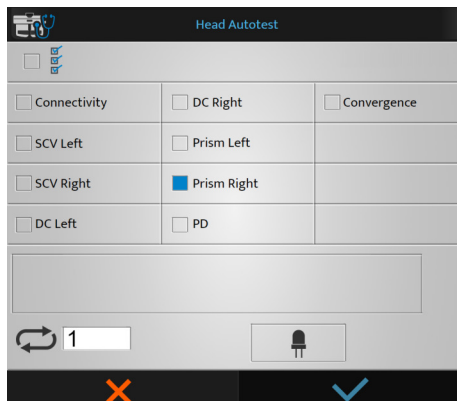 Head Autotest
Connectivity DC Right Convergence
SCV Left Prism Left
SCV Right Prism Right
DC Left PD
1